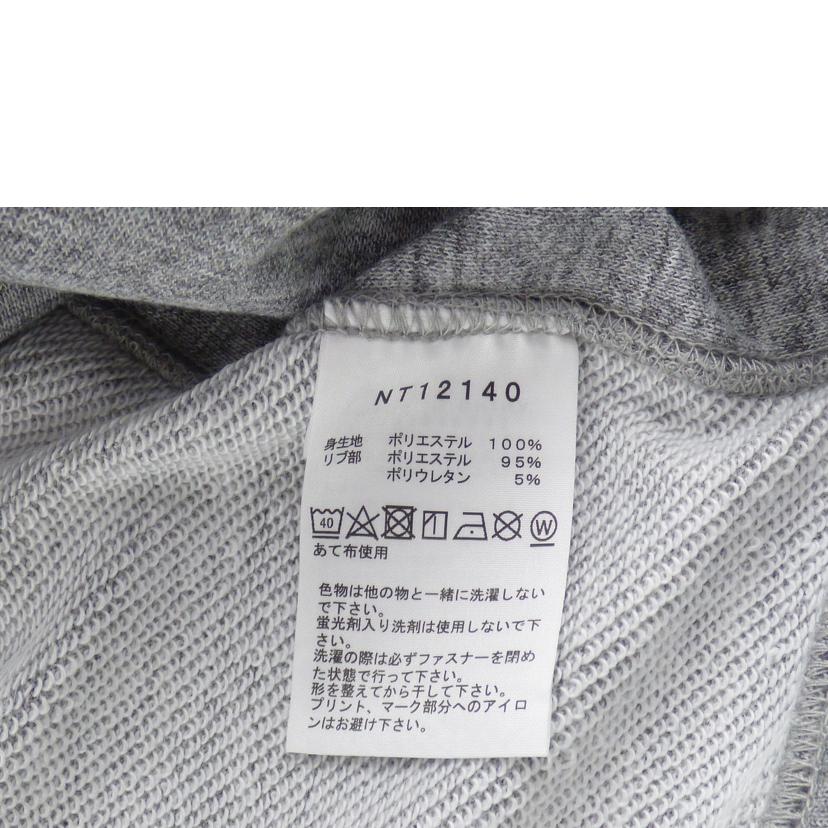 NT12140
身生地 ポリエステル 100%
リブ部 ポリエステル 95%
ポリウレタン 5%
40 W
あて布使用
色物は他の物と一緒に洗濯しない
で下さい。
蛍光剤入り洗剤は使用しないで下
さい。
洗濯の際は必ずファスナーを閉め
た状態で行って下さい。
形を整えてから干して下さい。
プリント、マーク部分へのアイロ
ンはお避け下さい。